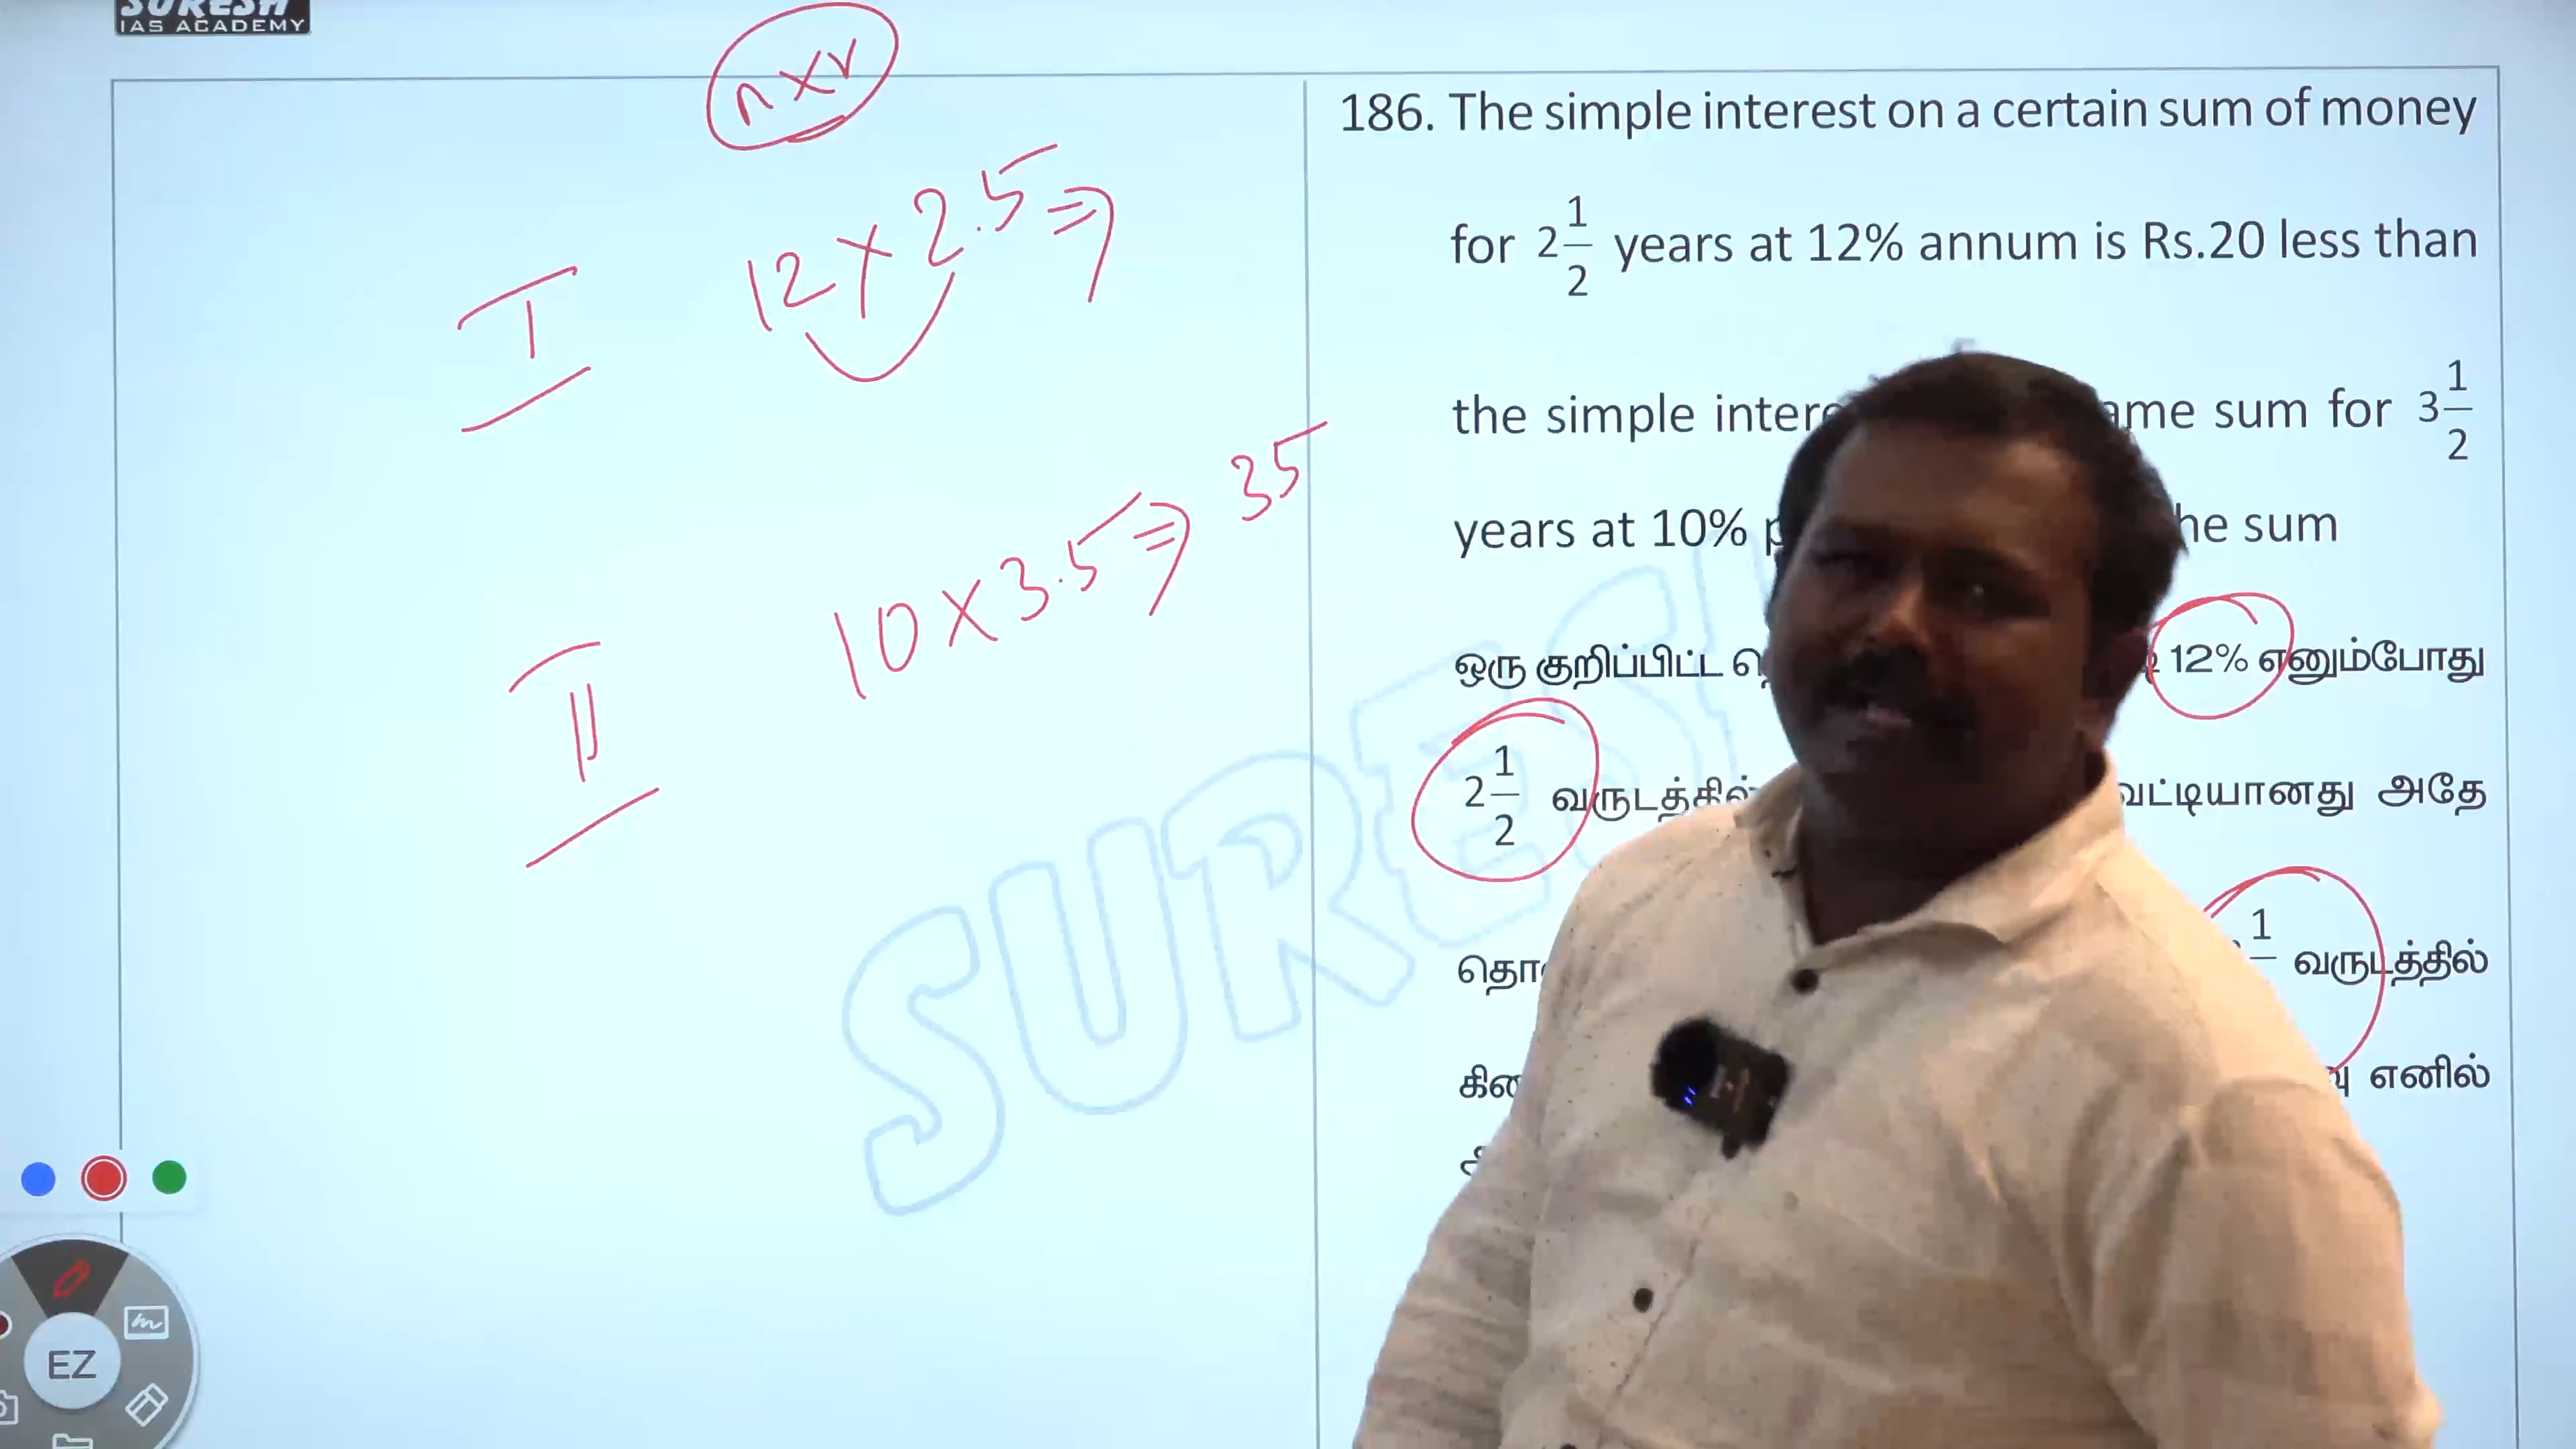 SURESH
IAS ACADEMY
n×r
I 12×2.5⇒
II 10×3.5⇒ 35
186. The simple interest on a certain sum of money
for 2 1/2 years at 12% annum is Rs.20 less than
the simple ame sum for 3 1/2
years at 10% he sum
ஒரு குறிப்பிட்ட 12% எனும்போது
2 1/2 வருடத்தில் வட்டியானது அதே
1 வருடத்தில்
எனில்
SURESH
EZ